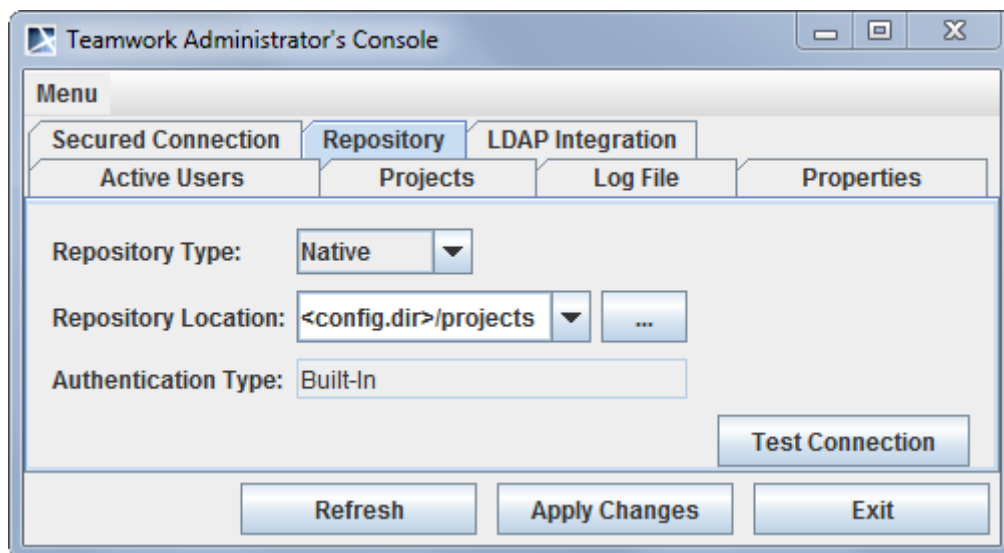 Teamwork Administrator's Console
Menu
Secured Connection Repository LDAP Integration
Active Users Projects Log File Properties
Repository Type: Native
Repository Location: <config.dir>/projects ...
Authentication Type: Built-In
Test Connection
Refresh Apply Changes Exit